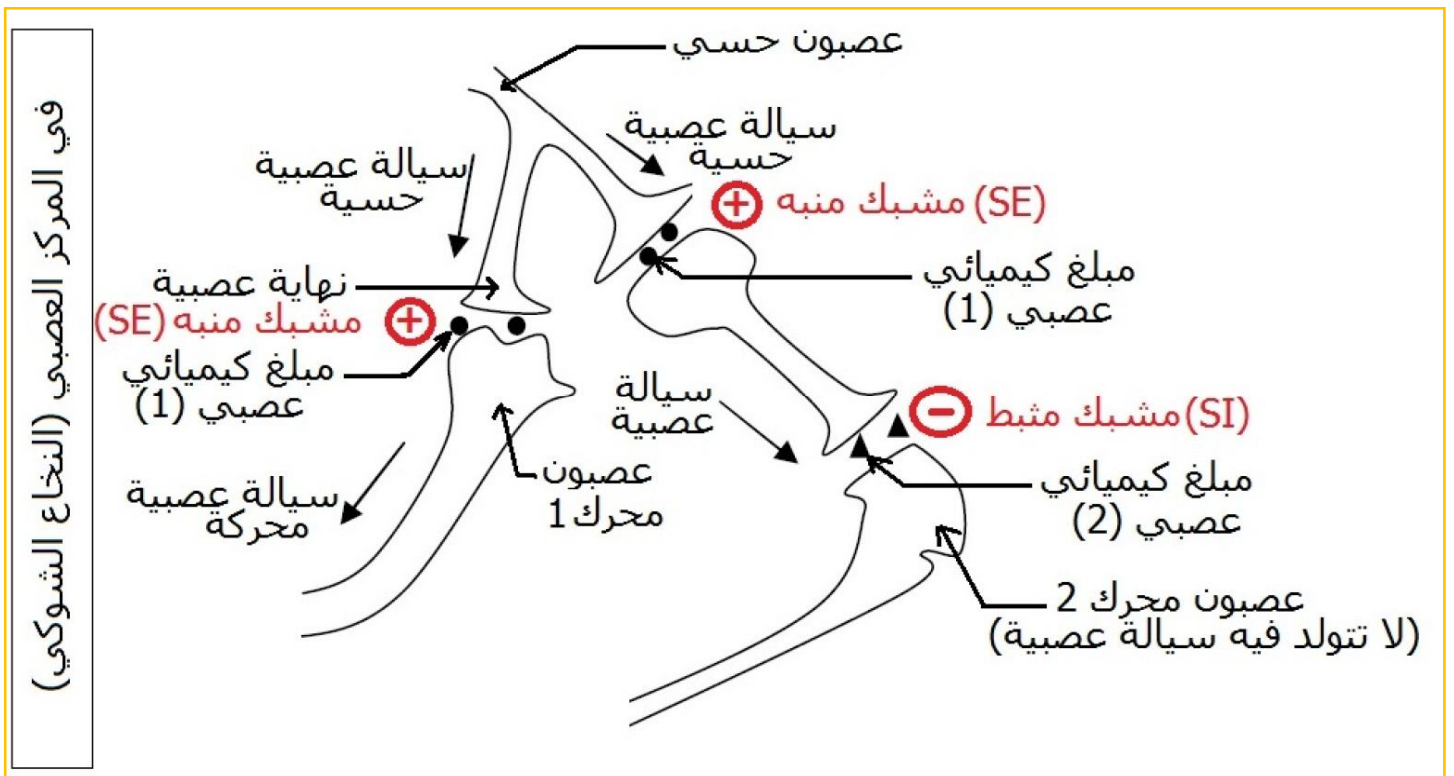 في المركز العصبي (النخاع الشوكي)
عصبون حسي
سيالة عصبية
حسية
سيالة عصبية
حسية
مشبك منبه (SE)
نهاية عصبية
مشبك منبه (SE)
مبلغ كيميائي
عصبي (1)
مبلغ كيميائي
عصبي (1)
سيالة
عصبية
مشبك مثبط (SI)
مبلغ كيميائي
عصبي (2)
عصبون
محرك 1
سيالة عصبية
محركة
عصبون محرك 2
(لا تتولد فيه سيالة عصبية)